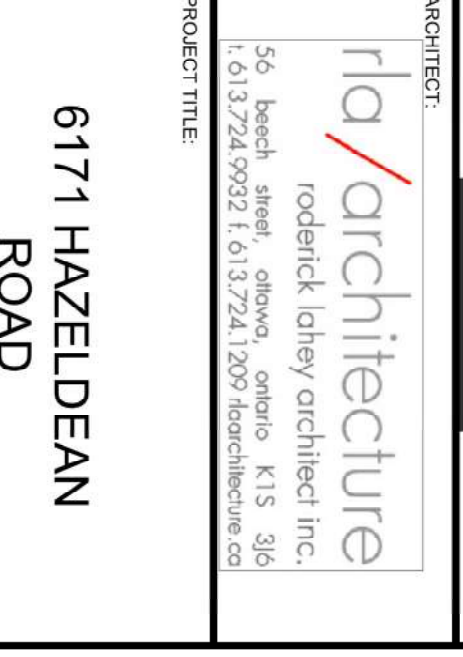 ARCHITECT:
rla / architecture
roderick lahey architect inc.
56 beech street, ottawa, ontario K1S 3J6
t. 613.724.9932 f. 613.724.1209 rlaarchitecture.ca
PROJECT TITLE:
6171 HAZELDEAN
ROAD